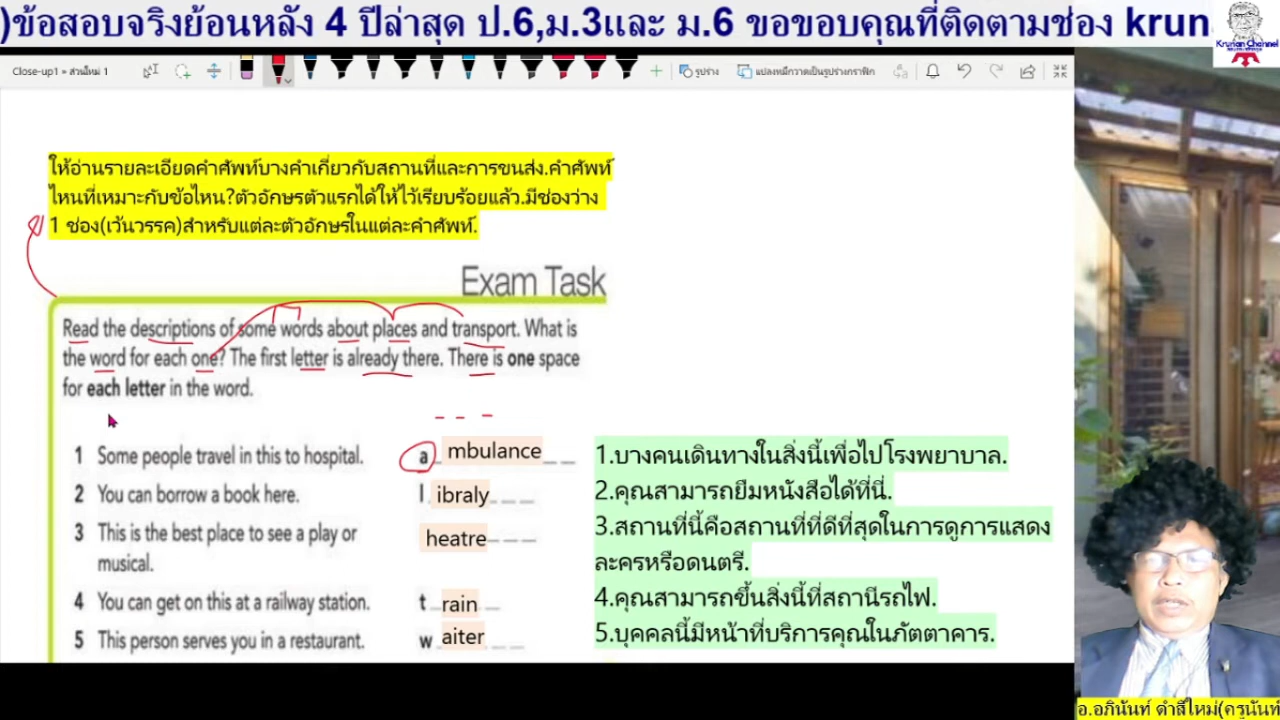 )ข้อสอบจริงย้อนหลัง 4 ปีล่าสุด ป.6,ม.3และ ม.6 ขอขอบคุณที่ติดตามช่อง krun
Krunan Channel
Close-up1 » ส่วนใหม่ 1
รูปร่าง
แปลงหมึกวาดเป็นรูปร่างกราฟิก
ให้อ่านรายละเอียดคำศัพท์บางคำเกี่ยวกับสถานที่และการขนส่ง.คำศัพท์
ไหนที่เหมาะกับข้อไหน?ตัวอักษรตัวแรกได้ให้ไว้เรียบร้อยแล้ว.มีช่องว่าง
1 ช่อง(เว้นวรรค)สำหรับแต่ละตัวอักษรในแต่ละคำศัพท์.
Exam Task
Read the descriptions of some words about places and transport. What is
the word for each one? The first letter is already there. There is one space
for each letter in the word.
1 Some people travel in this to hospital. a mbulance _ _
2 You can borrow a book here. l ibraly _ _ _
3 This is the best place to see a play or heatre _ _ _
musical.
4 You can get on this at a railway station. t _ rain _
5 This person serves you in a restaurant. w aiter _ _
1.บางคนเดินทางในสิ่งนี้เพื่อไปโรงพยาบาล.
2.คุณสามารถยืมหนังสือได้ที่นี่.
3.สถานที่นี้คือสถานที่ที่ดีที่สุดในการดูการแสดง
ละครหรือดนตรี.
4.คุณสามารถขึ้นสิ่งนี้ที่สถานีรถไฟ.
5.บุคคลนี้มีหน้าที่บริการคุณในภัตตาคาร.
อ.อภินันท์ ดำสีใหม่(ครูนันท์